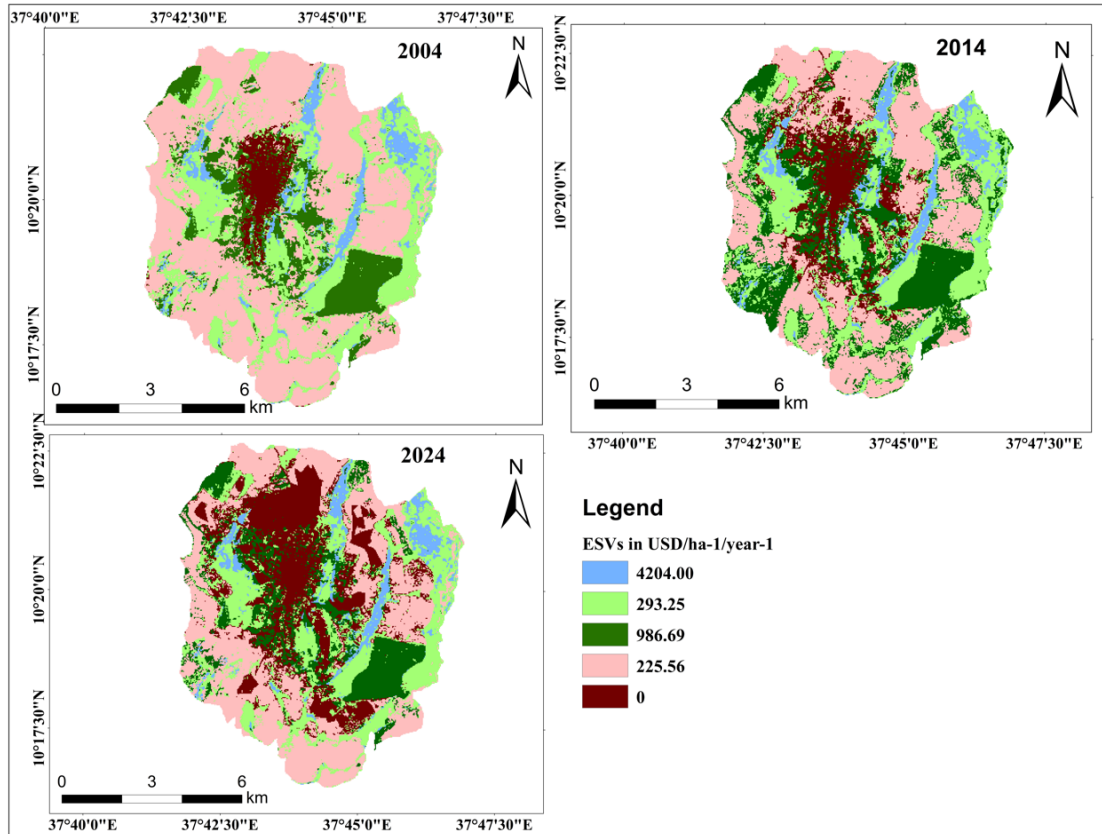 37°40'0"E 37°42'30"E 37°45'0"E 37°47'30"E
2004
N
10°20'0"N
10°17'30"N
0 3 6
km
2014
N
10°22'30"N
10°20'0"N
10°17'30"N
0 3 6
km
37°40'0"E 37°42'30"E 37°45'0"E 37°47'30"E
2024
N
10°22'30"N
10°20'0"N
10°17'30"N
0 3 6
km
37°40'0"E 37°42'30"E 37°45'0"E 37°47'30"E
Legend
ESVs in USD/ha-1/year-1
4204.00
293.25
986.69
225.56
0